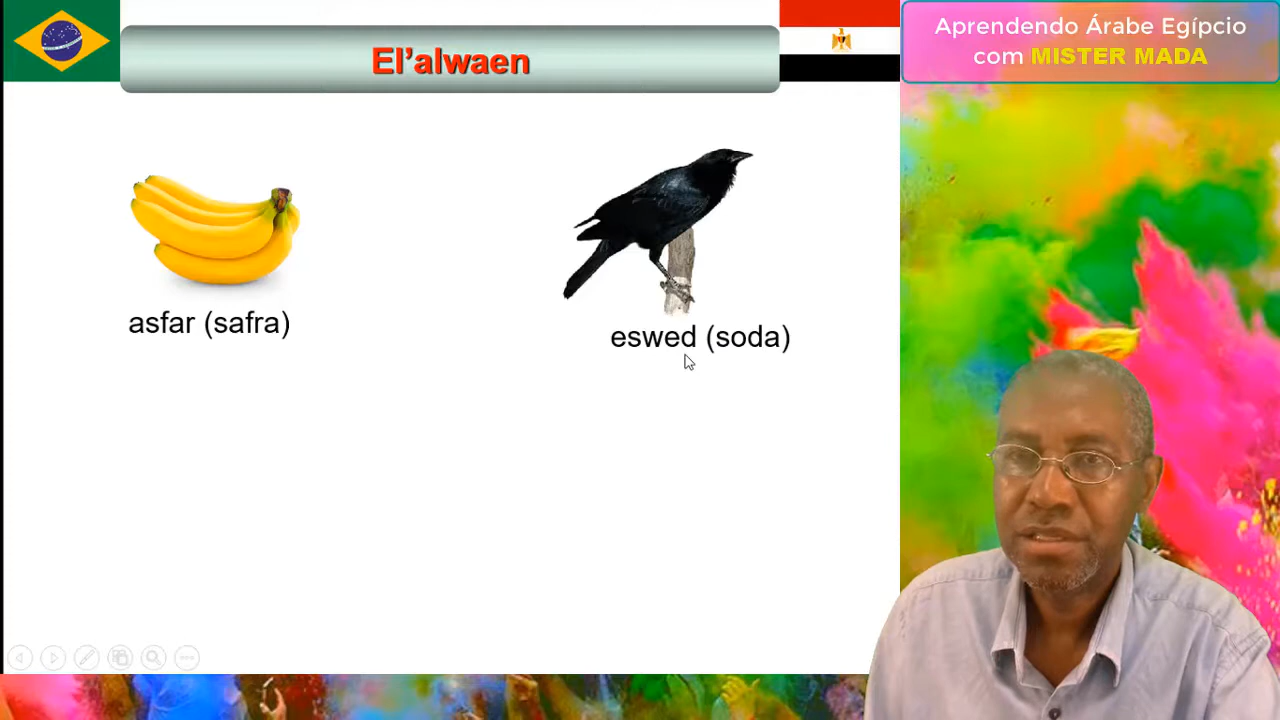 El’alwaen
Aprendendo Árabe Egípcio
com MISTER MADA
asfar (safra)
eswed (soda)